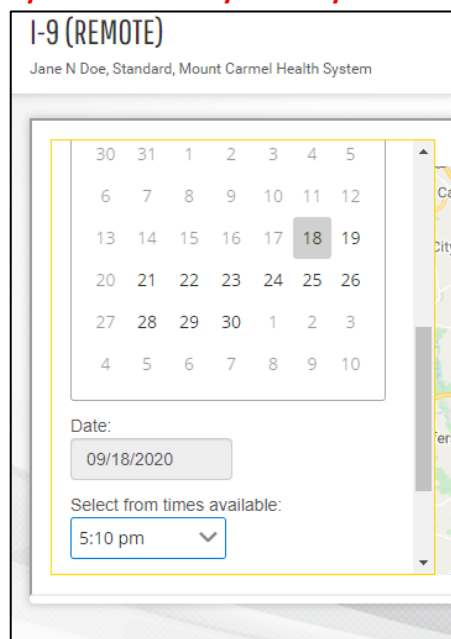 I-9 (REMOTE)
Jane N Doe, Standard, Mount Carmel Health System
30 31 1 2 3 4 5
6 7 8 9 10 11 12
13 14 15 16 17 18 19
20 21 22 23 24 25 26
27 28 29 30 1 2 3
4 5 6 7 8 9 10
Date:
09/18/2020
Select from times available:
5:10 pm